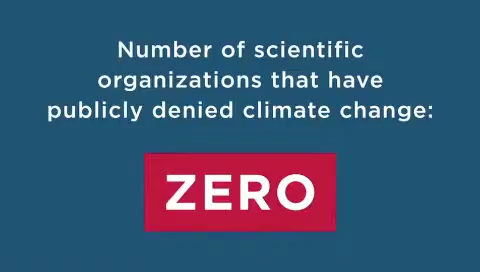 Number of scientific
organizations that have
publicly denied climate change:
ZERO